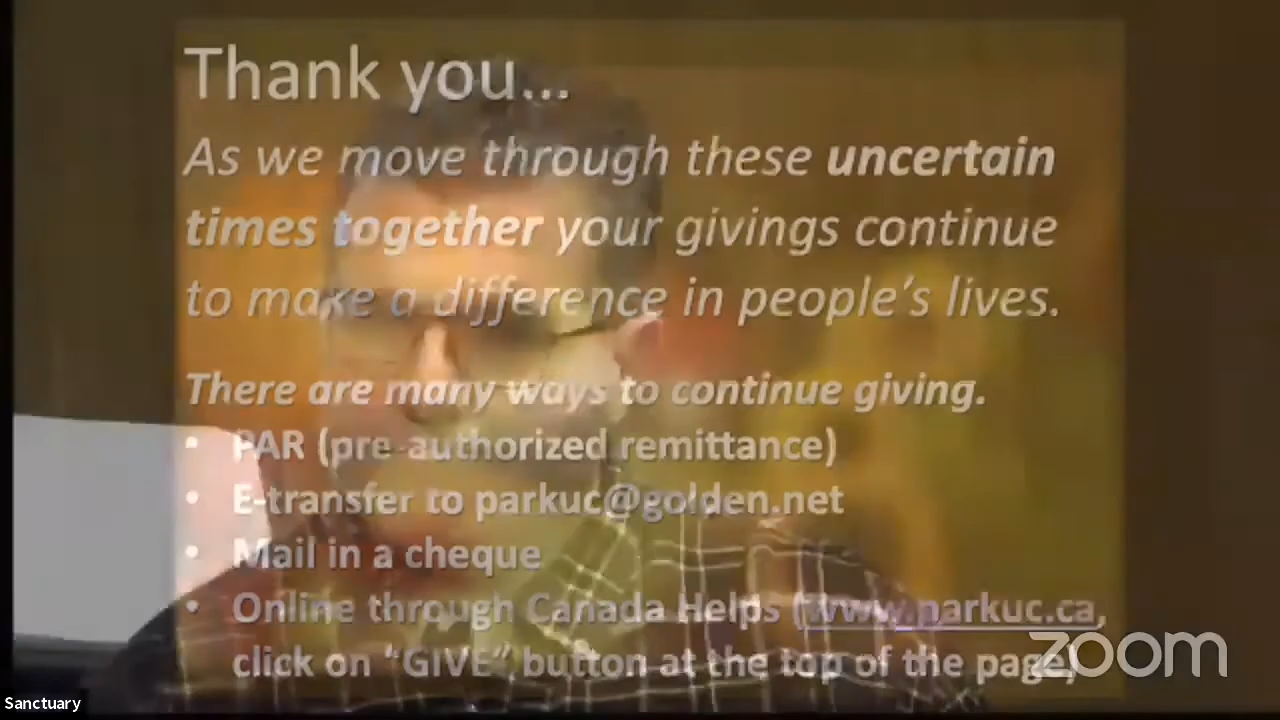 Thank you...
As we move through these uncertain
times together your givings continue
to make a difference in people's lives.
There are many ways to continue giving.
• PAR (pre-authorized remittance)
• E-transfer to parkuc@golden.net
• Mail in a cheque
• Online through Canada Helps (www.parkuc.ca,
click on "GIVE" button at the top of the page)
zoom
Sanctuary